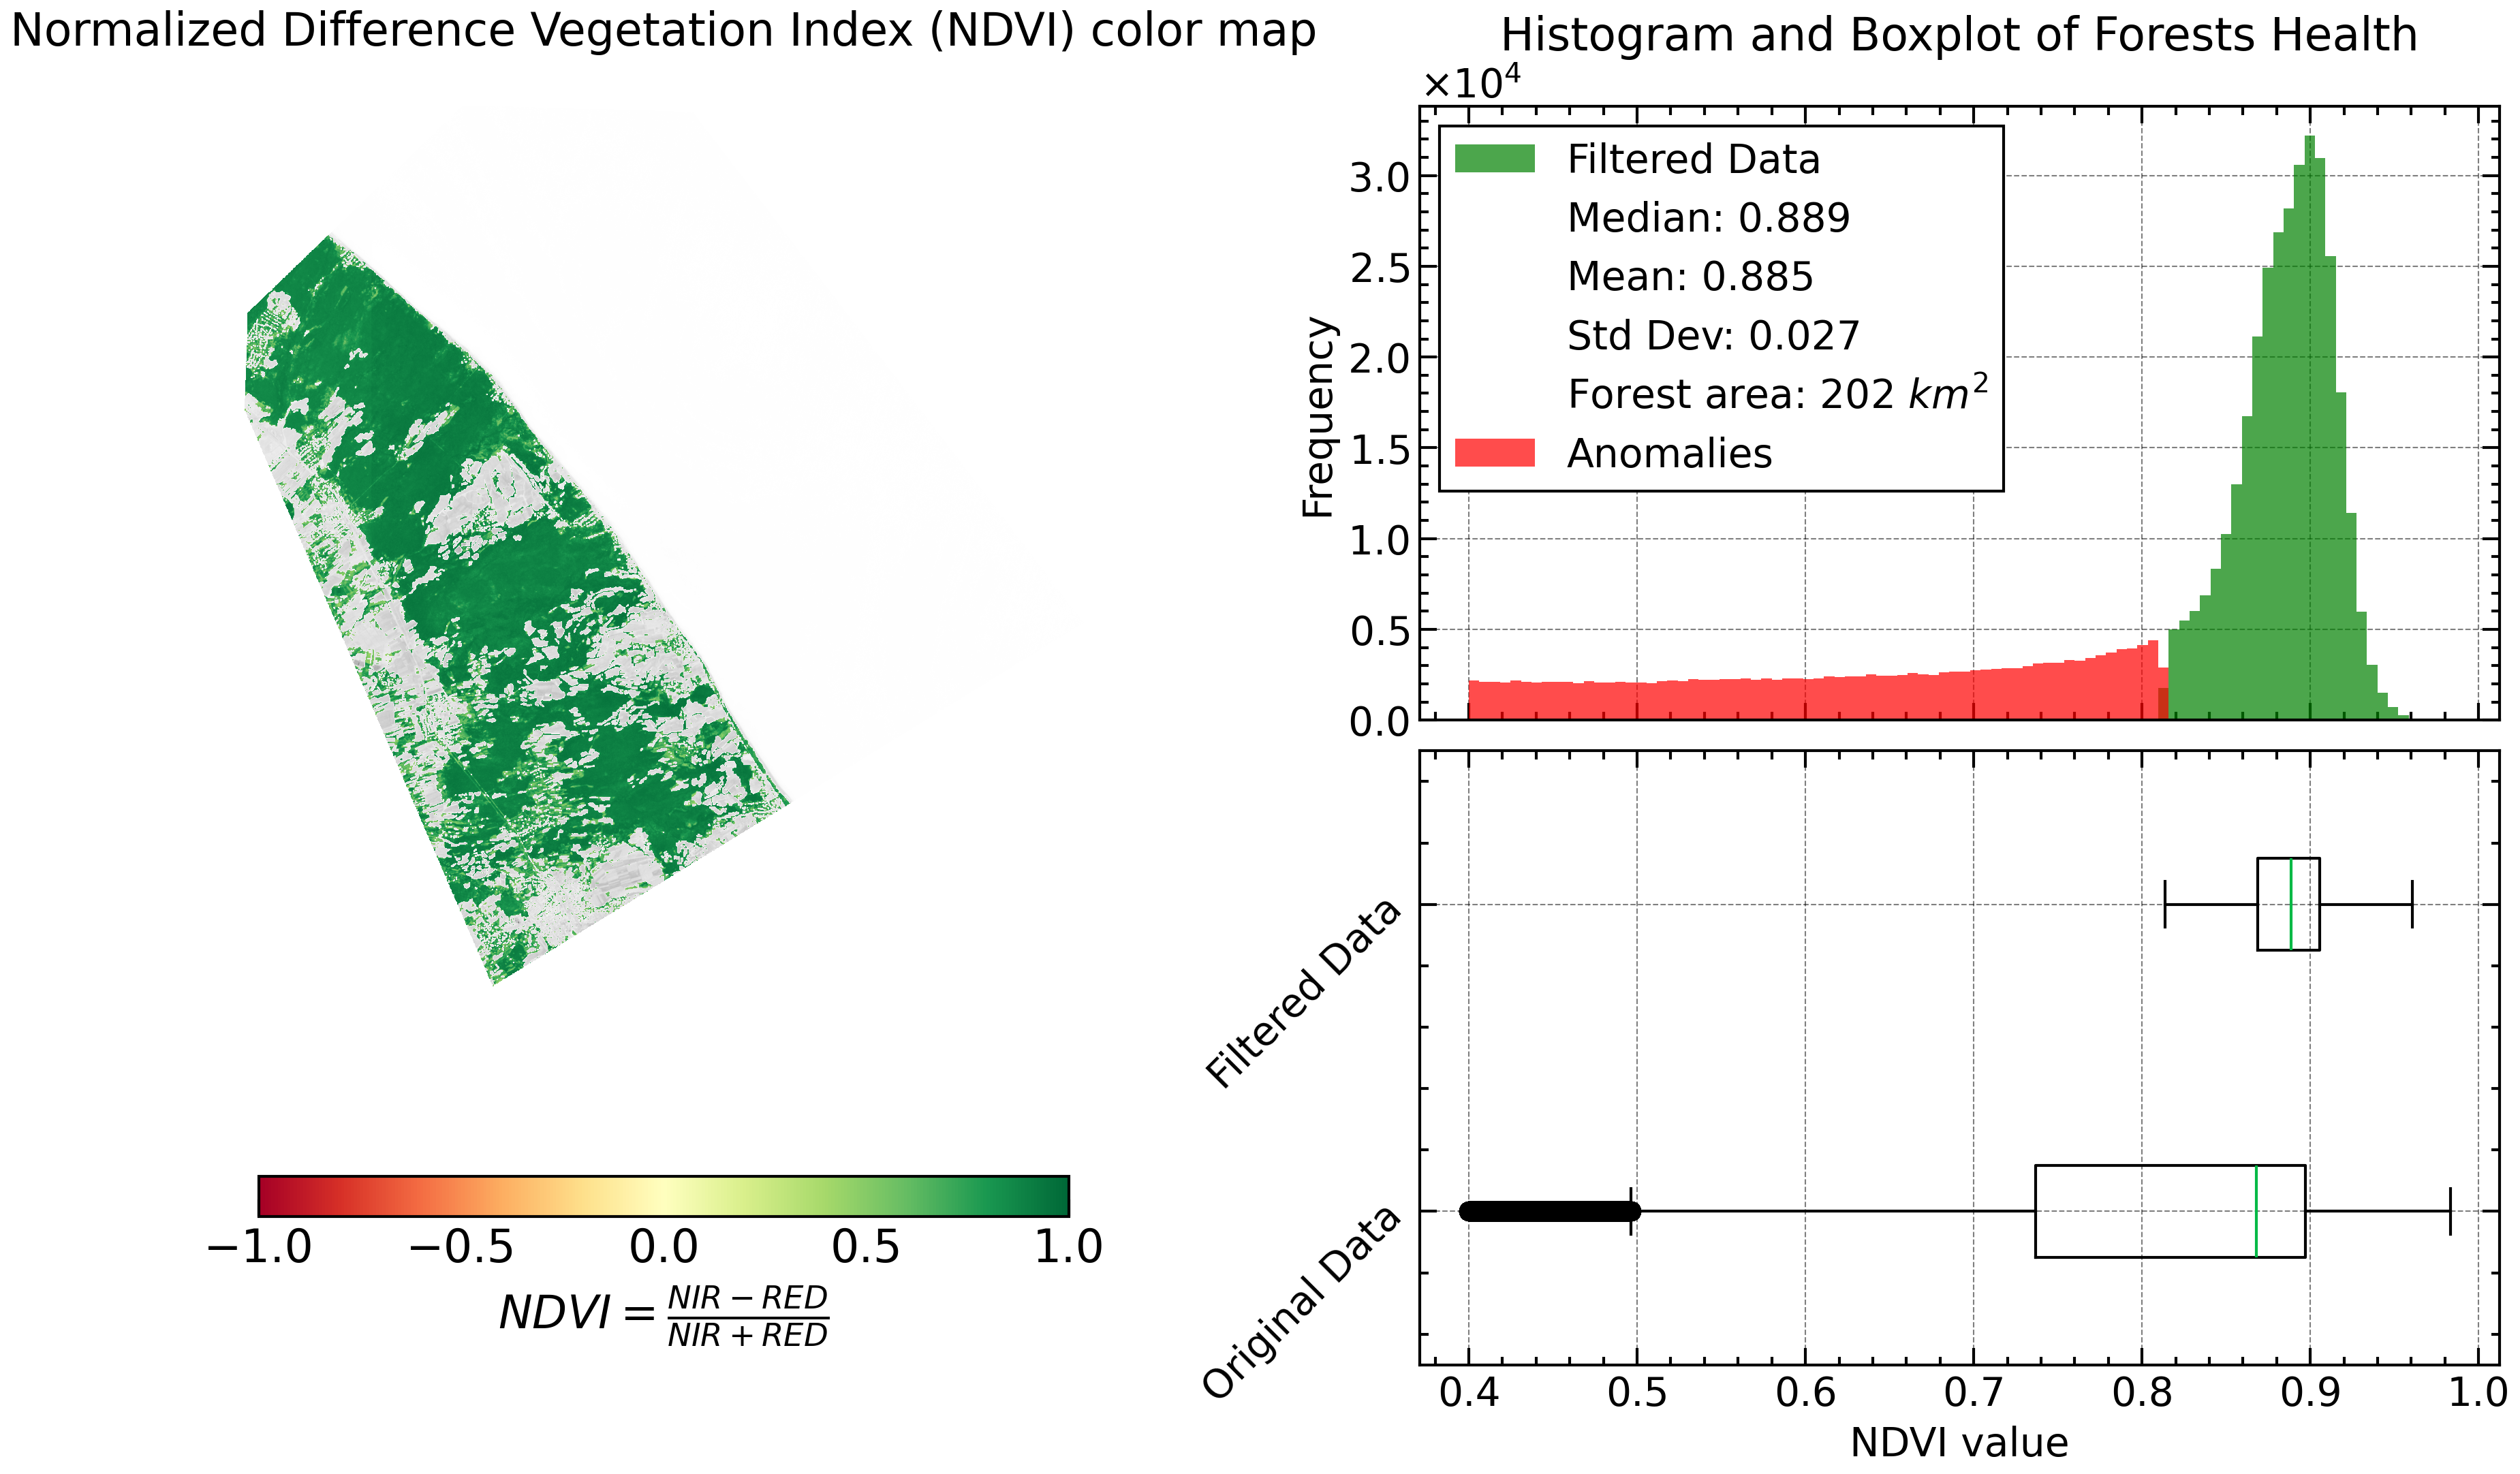 Normalized Difference Vegetation Index (NDVI) color map
−1.0 −0.5 0.0 0.5 1.0
NDVI = \frac{NIR − RED}{NIR + RED}
Histogram and Boxplot of Forests Health
×10⁴
3.0
2.5
2.0
1.5
1.0
0.5
0.0
Frequency
Filtered Data
Median: 0.889
Mean: 0.885
Std Dev: 0.027
Forest area: 202 km²
Anomalies
Filtered Data
Original Data
0.4 0.5 0.6 0.7 0.8 0.9 1.0
NDVI value